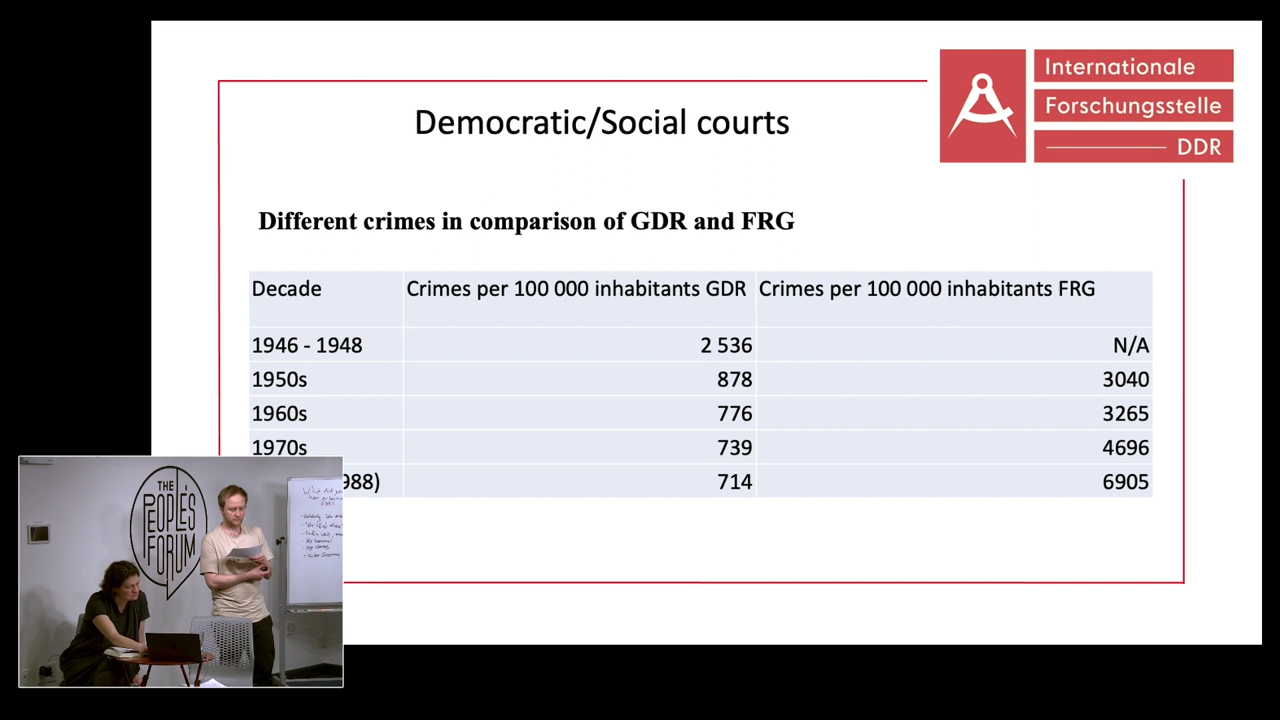 Internationale
Forschungsstelle
DDR
Democratic/Social courts
Different crimes in comparison of GDR and FRG
Decade Crimes per 100 000 inhabitants GDR Crimes per 100 000 inhabitants FRG
1946 - 1948 2 536 N/A
1950s 878 3040
1960s 776 3265
1970s 739 4696
988) 714 6905
THE
PEOPLE'S
FORUM
What did